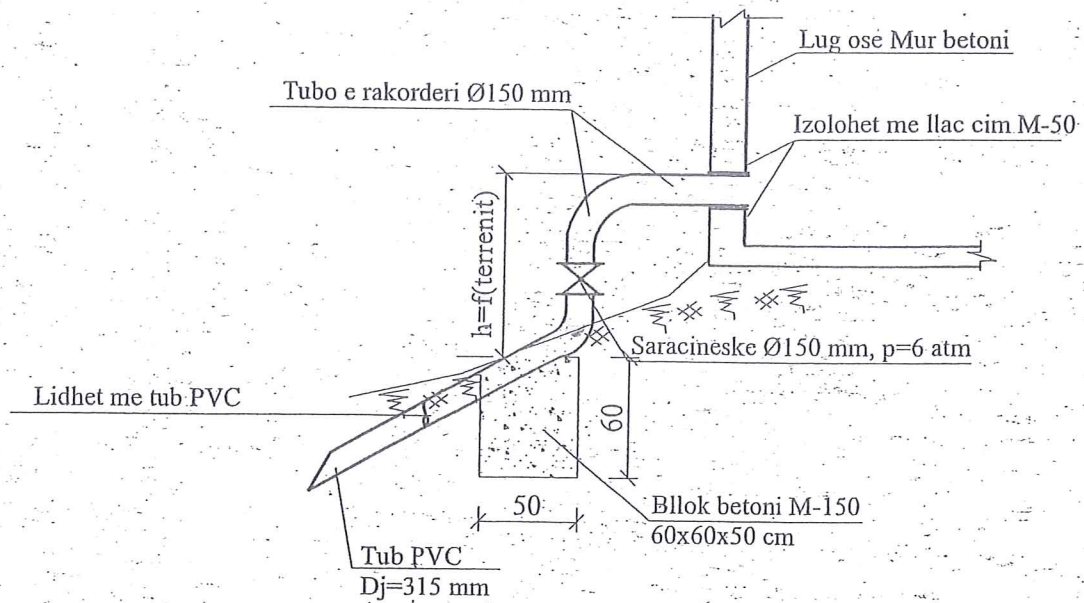 Lug ose Mur betoni
Tubo e rakorderi Ø150 mm
Izolohet me llac cim M-50
h=f(terrenit)
Saracineske Ø150 mm, p=6 atm
Lidhet me tub PVC
60
50
Bllok betoni M-150
60x60x50 cm
Tub PVC
Dj=315 mm